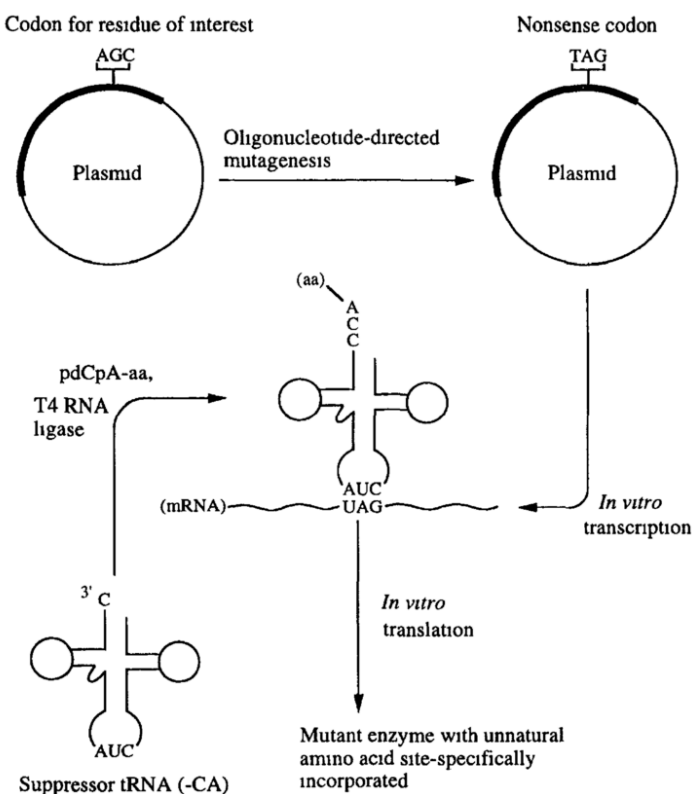 Codon for residue of interest
AGC
Plasmid
Oligonucleotide-directed
mutagenesis
Nonsense codon
TAG
Plasmid
(aa)
A
C
C
pdCpA-aa,
T4 RNA
ligase
AUC
(mRNA)
UAG
In vitro
transcription
3' C
AUC
Suppressor tRNA (-CA)
In vitro
translation
Mutant enzyme with unnatural
amino acid site-specifically
incorporated